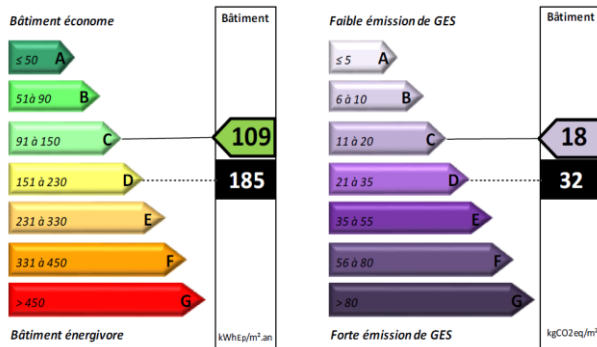 Bâtiment économe
Bâtiment
≤ 50 A
51 à 90 B
91 à 150 C
109
151 à 230 D
185
231 à 330 E
331 à 450 F
> 450 G
Bâtiment énergivore
kWhEp/m².an
Faible émission de GES
Bâtiment
≤ 5 A
6 à 10 B
11 à 20 C
18
21 à 35 D
32
35 à 55 E
56 à 80 F
> 80 G
Forte émission de GES
kgCO2eq/m²